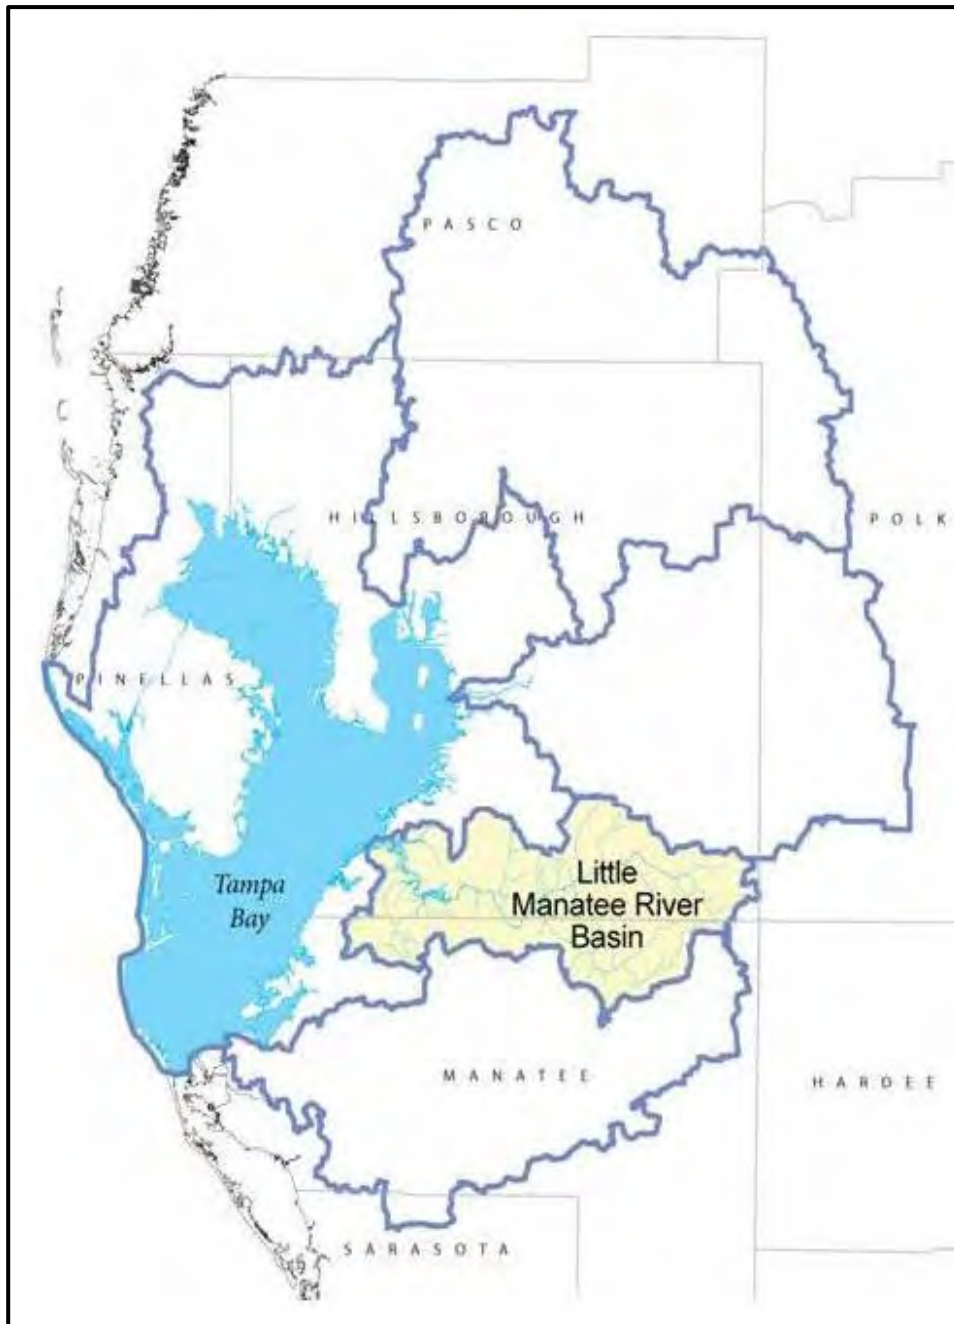 PASCO
HILLSBOROUGH
POLK
PINELLAS
Little
Manatee River
Basin
Tampa
Bay
MANATEE
HARDEE
SARASOTA